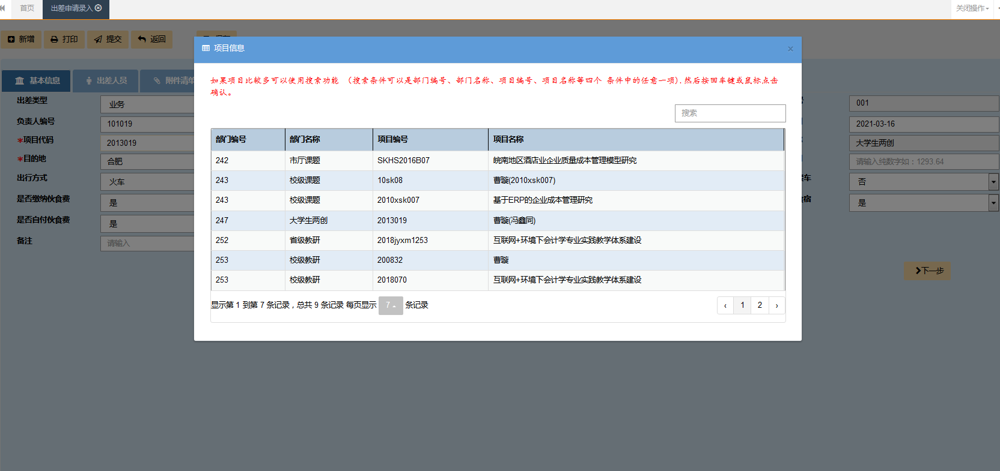 首页 出差申请录入 关闭操作
新增 打印 提交 返回
项目信息
基本信息 出差人员 附件清单
如果项目比较多可以使用搜索功能 (搜索条件可以是部门编号、部门名称、项目编号、项目名称等四个 条件中的任意一项),然后按回车键或鼠标点击
确认。
搜索
出差类型 业务 001
负责人编号 101019 2021-03-16
*项目代码 2013019 大学生两创
*目的地 合肥 请输入纯数字如：1293.64
出行方式 火车 车 否
是否缴纳伙食费 是 宿 是
是否自付伙食费 是
备注 请输入
部门编号 部门名称 项目编号 项目名称
242 市厅课题 SKHS2016B07 皖南地区酒店业企业质量成本管理模型研究
243 校级课题 10sk08 曹璇(2010xsk007)
243 校级课题 2010xsk007 基于ERP的企业成本管理研究
247 大学生两创 2013019 曹璇(冯鑫同)
252 省级教研 2018jyxm1253 互联网+环境下会计学专业实践教学体系建设
253 校级教研 200832 曹璇
253 校级教研 2018070 互联网+环境下会计学专业实践教学体系建设
显示第 1 到第 7 条记录，总共 9 条记录 每页显示 7 条记录 ‹ 1 2 ›
下一步